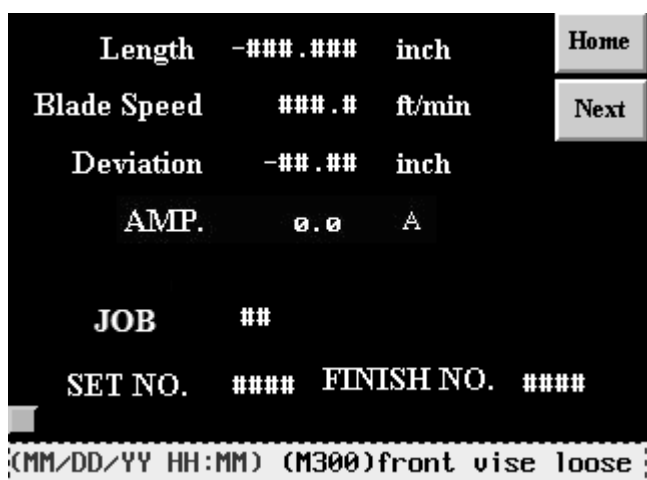 Length -###.### inch Home
Blade Speed ###.# ft/min Next
Deviation -##.## inch
AMP. 0.0 A
JOB ##
SET NO. #### FINISH NO. ####
(MM/DD/YY HH:MM) (M300)front vise loose